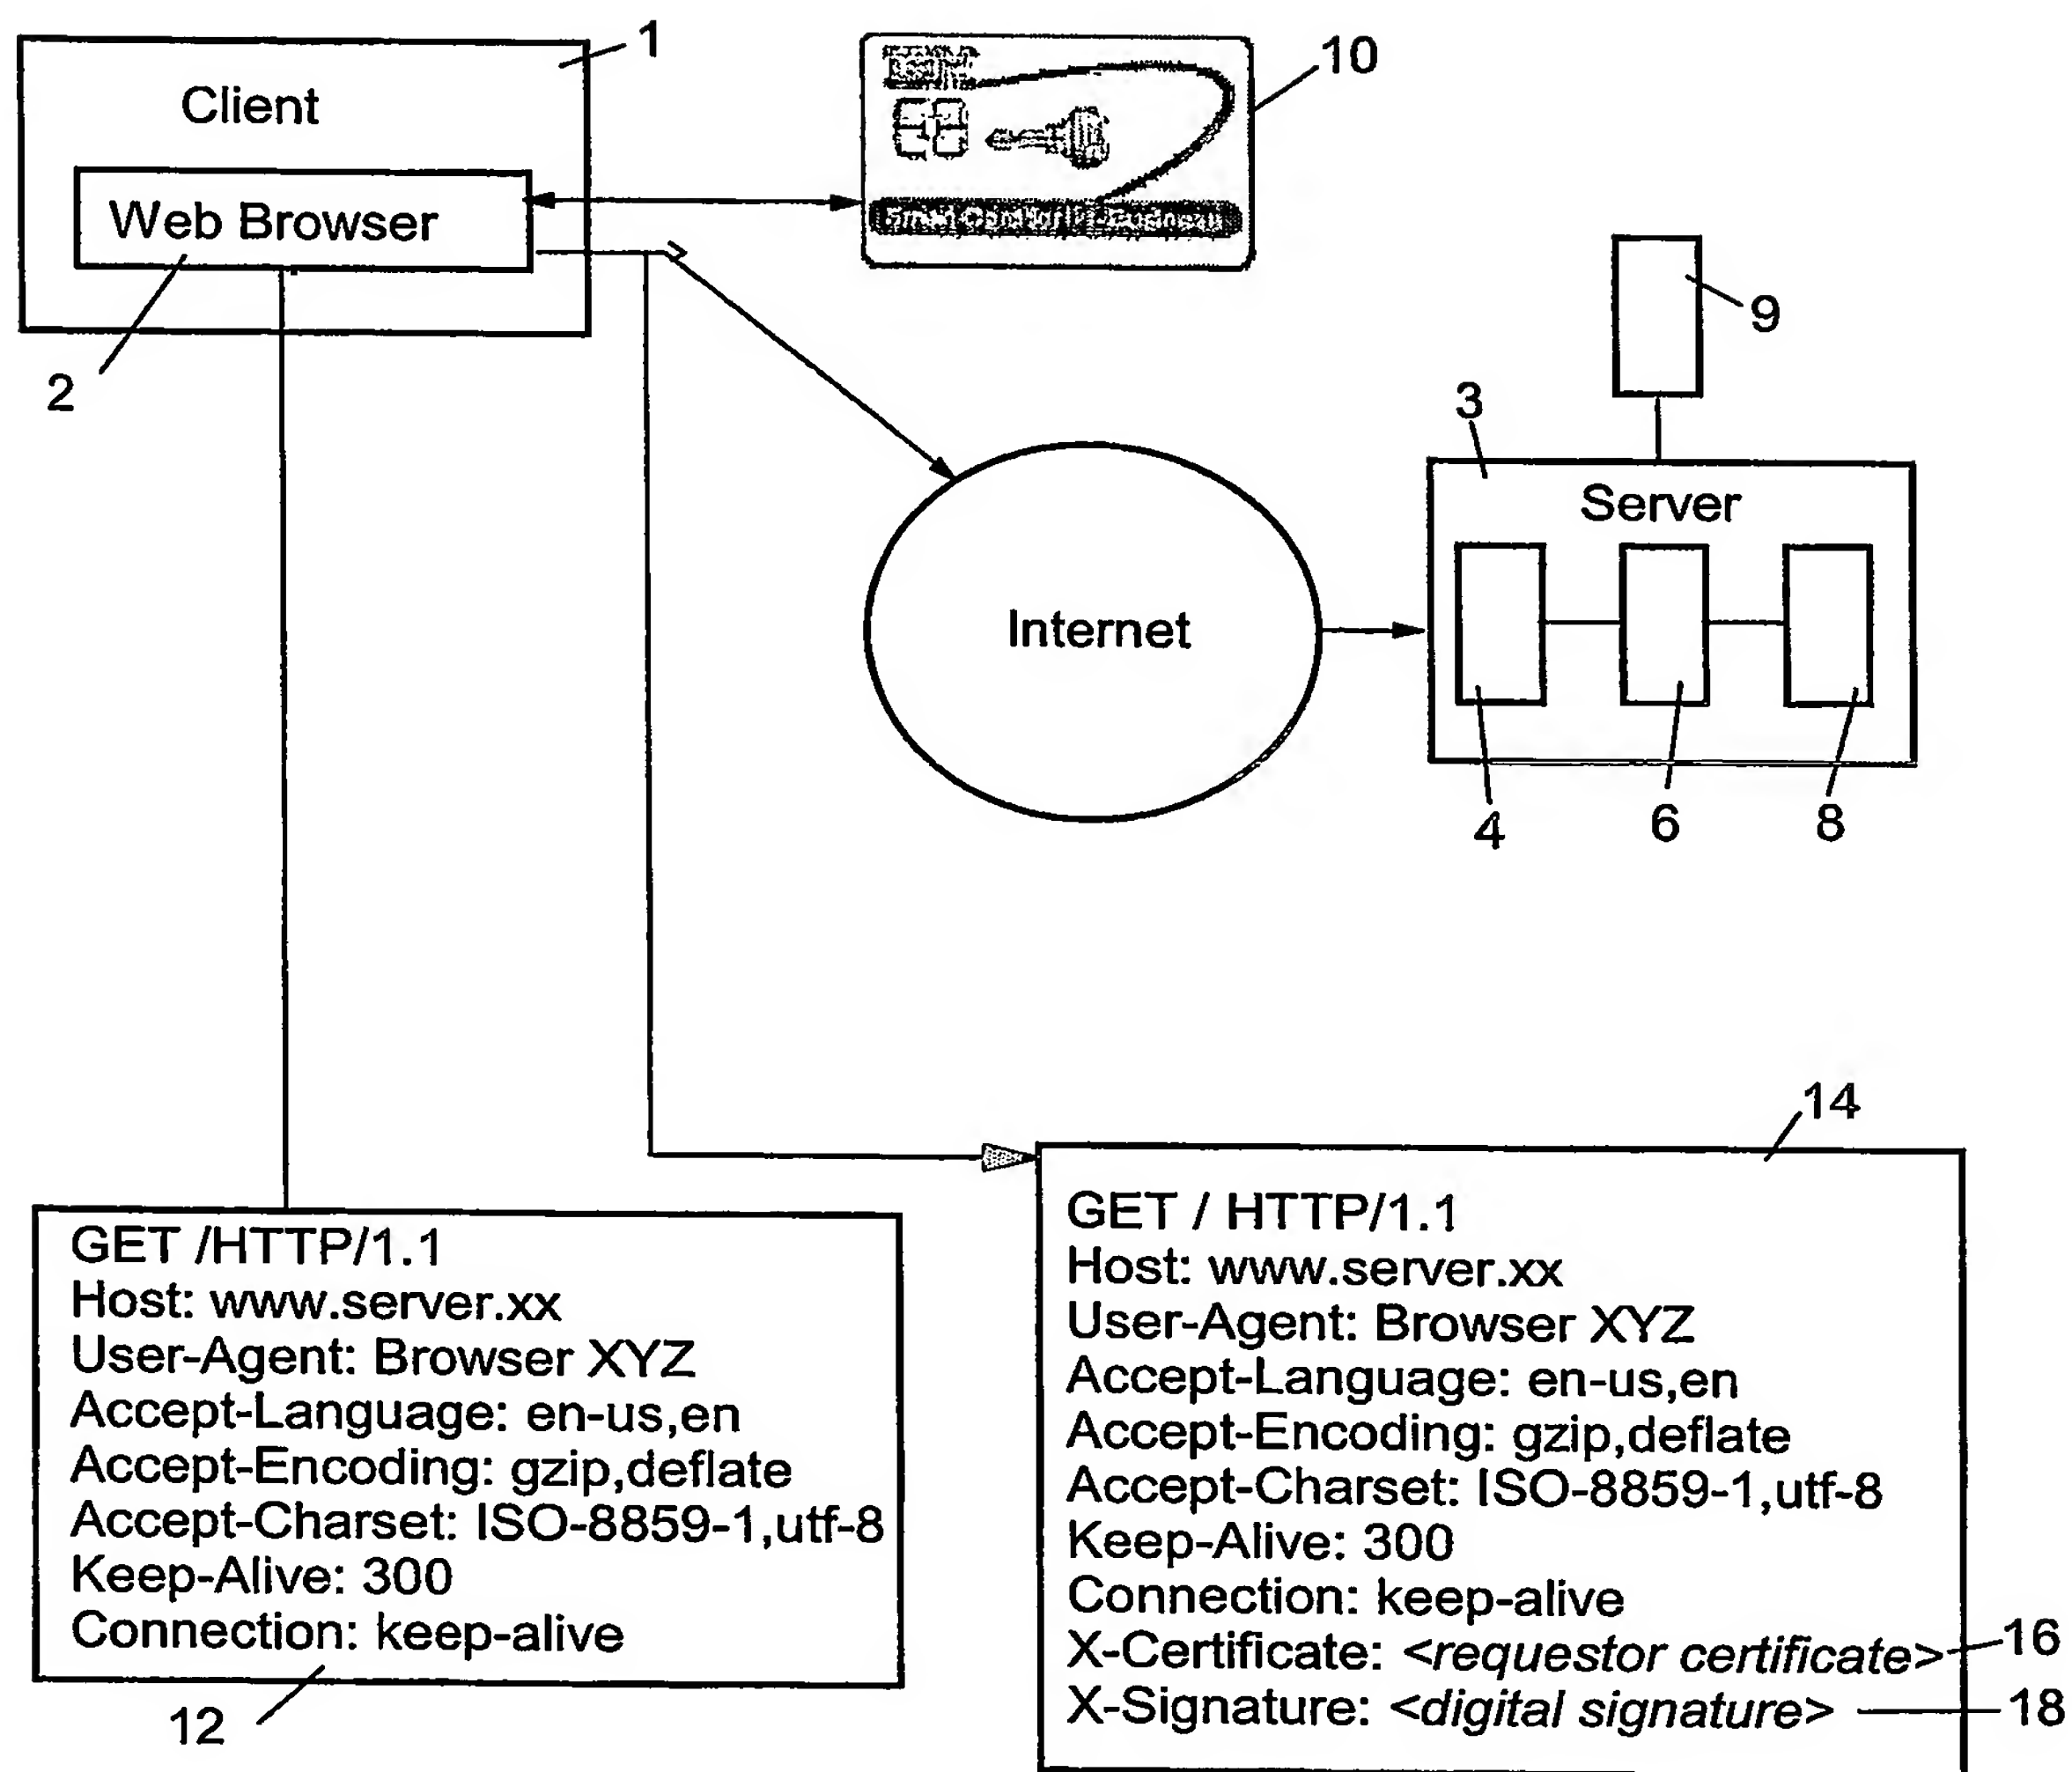 1
Client
Web Browser
2
10
9
3
Server
Internet
4
6
8
14
GET /HTTP/1.1
Host: www.server.xx
User-Agent: Browser XYZ
Accept-Language: en-us,en
Accept-Encoding: gzip,deflate
Accept-Charset: ISO-8859-1,utf-8
Keep-Alive: 300
Connection: keep-alive
12
GET / HTTP/1.1
Host: www.server.xx
User-Agent: Browser XYZ
Accept-Language: en-us,en
Accept-Encoding: gzip,deflate
Accept-Charset: ISO-8859-1,utf-8
Keep-Alive: 300
Connection: keep-alive
X-Certificate: <requestor certificate> 16
X-Signature: <digital signature> 18